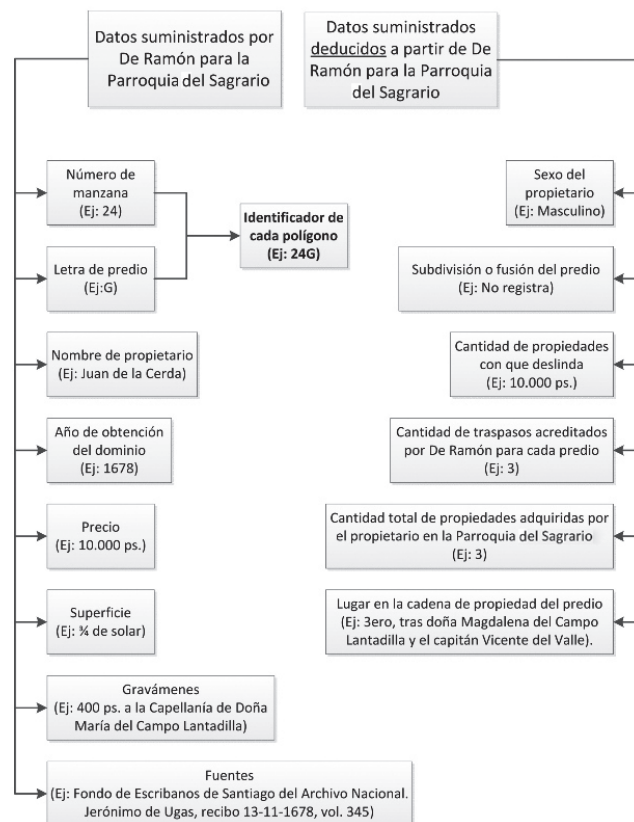 Datos suministrados por
De Ramón para la
Parroquia del Sagrario
Datos suministrados
deducidos a partir de De
Ramón para la Parroquia
del Sagrario
Número de
manzana
(Ej: 24)
Letra de predio
(Ej:G)
Identificador de
cada polígono
(Ej: 24G)
Nombre de propietario
(Ej: Juan de la Cerda)
Año de obtención
del dominio
(Ej: 1678)
Precio
(Ej: 10.000 ps.)
Superficie
(Ej: ¾ de solar)
Gravámenes
(Ej: 400 ps. a la Capellanía de Doña
María del Campo Lantadilla)
Fuentes
(Ej: Fondo de Escribanos de Santiago del Archivo Nacional.
Jerónimo de Ugas, recibo 13-11-1678, vol. 345)
Sexo del
propietario
(Ej: Masculino)
Subdivisión o fusión del predio
(Ej: No registra)
Cantidad de propiedades
con que deslinda
(Ej: 10.000 ps.)
Cantidad de traspasos acreditados
por De Ramón para cada predio
(Ej: 3)
Cantidad total de propiedades adquiridas por
el propietario en la Parroquia del Sagrario
(Ej: 3)
Lugar en la cadena de propiedad del predio
(Ej: 3ero, tras doña Magdalena del Campo
Lantadilla y el capitán Vicente del Valle).